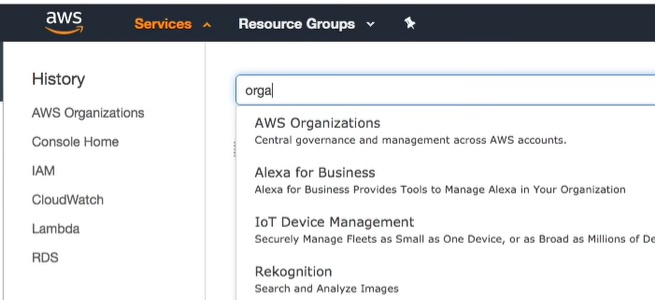 aws
Services
Resource Groups
History
AWS Organizations
Console Home
IAM
CloudWatch
Lambda
RDS
orga
AWS Organizations
Central governance and management across AWS accounts.
Alexa for Business
Alexa for Business Provides Tools to Manage Alexa in Your Organization
IoT Device Management
Securely Manage Fleets as Small as One Device, or as Broad as Millions of De
Rekognition
Search and Analyze Images